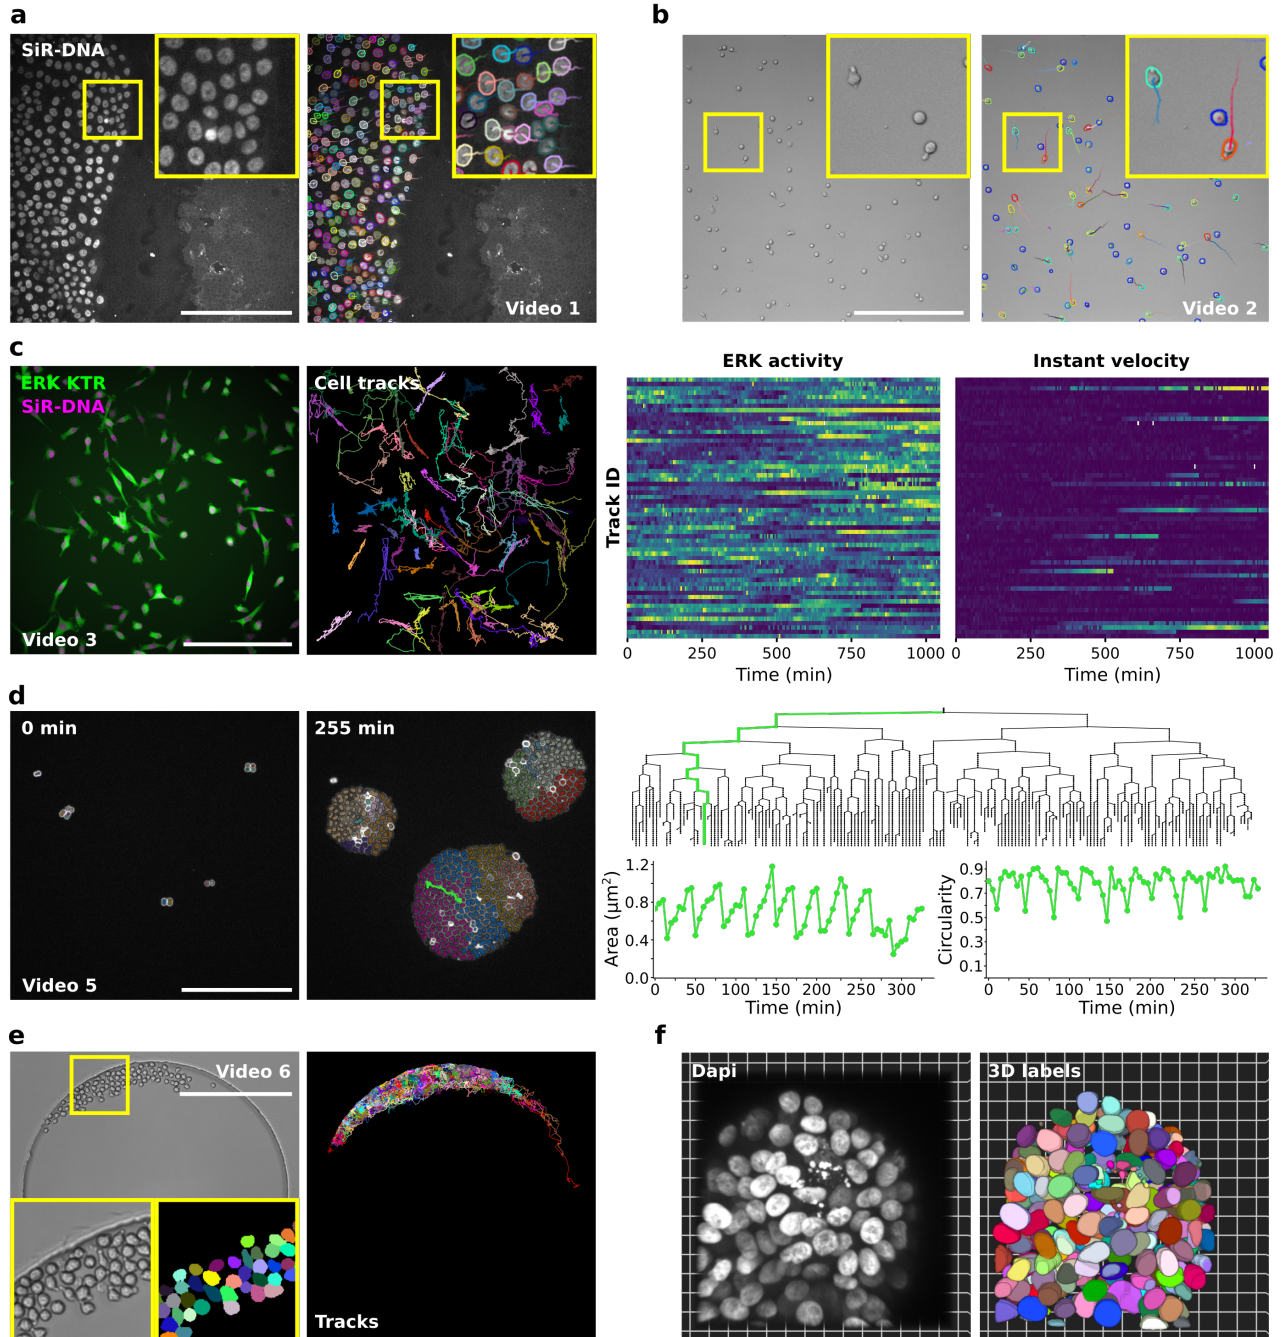 a
SiR-DNA
Video 1
b
Video 2
c
ERK KTR
SiR-DNA
Video 3
Cell tracks
ERK activity
Track ID
0 250 500 750 1000
Time (min)
Instant velocity
0 250 500 750 1000
Time (min)
d
0 min
Video 5
255 min
Area (µm²)
1.2
0.8
0.4
0.0
0 50 100 150 200 250 300
Time (min)
Circularity
0.9
0.7
0.5
0.3
0.1
0 50 100 150 200 250 300
Time (min)
e
Video 6
Tracks
f
Dapi
3D labels